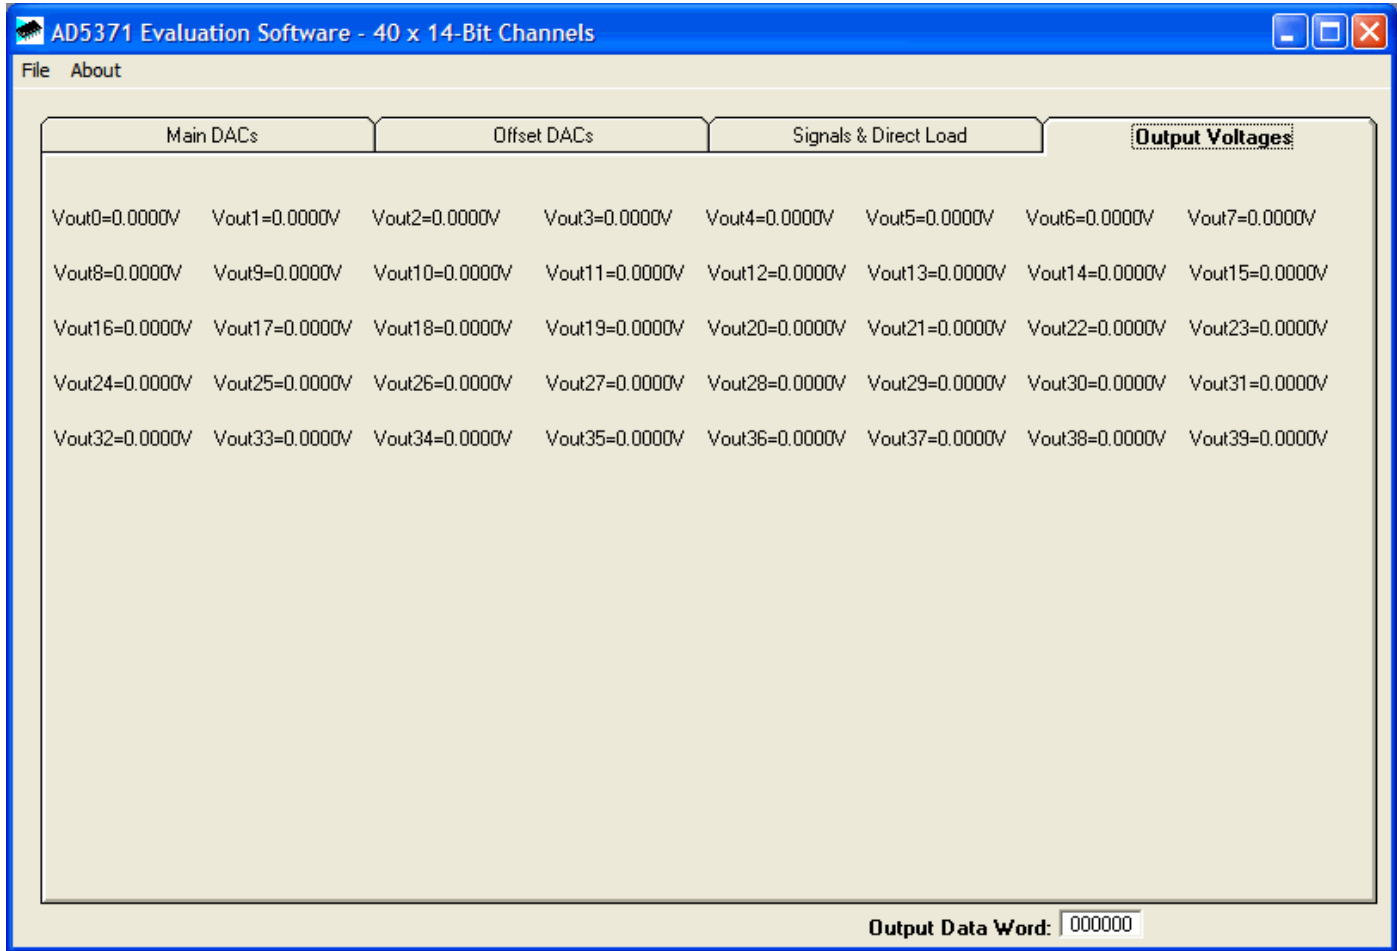 AD5371 Evaluation Software - 40 x 14-Bit Channels
File About
Main DACs Offset DACs Signals & Direct Load Output Voltages
Vout0=0.0000V Vout1=0.0000V Vout2=0.0000V Vout3=0.0000V Vout4=0.0000V Vout5=0.0000V Vout6=0.0000V Vout7=0.0000V
Vout8=0.0000V Vout9=0.0000V Vout10=0.0000V Vout11=0.0000V Vout12=0.0000V Vout13=0.0000V Vout14=0.0000V Vout15=0.0000V
Vout16=0.0000V Vout17=0.0000V Vout18=0.0000V Vout19=0.0000V Vout20=0.0000V Vout21=0.0000V Vout22=0.0000V Vout23=0.0000V
Vout24=0.0000V Vout25=0.0000V Vout26=0.0000V Vout27=0.0000V Vout28=0.0000V Vout29=0.0000V Vout30=0.0000V Vout31=0.0000V
Vout32=0.0000V Vout33=0.0000V Vout34=0.0000V Vout35=0.0000V Vout36=0.0000V Vout37=0.0000V Vout38=0.0000V Vout39=0.0000V
Output Data Word: 000000